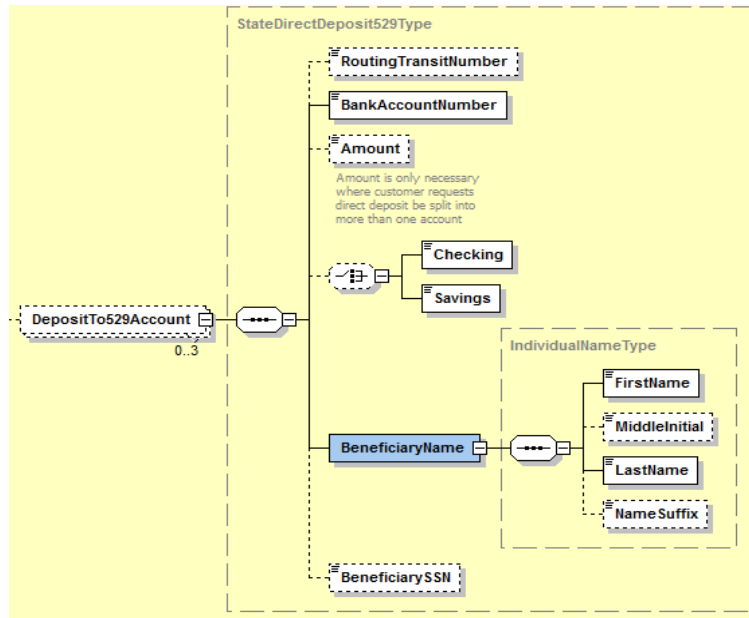 StateDirectDeposit529Type
RoutingTransitNumber
BankAccountNumber
Amount
Amount is only necessary
where customer requests
direct deposit be split into
more than one account
Checking
Savings
DepositTo529Account
0..3
IndividualNameType
FirstName
MiddleInitial
BeneficiaryName
LastName
NameSuffix
BeneficiarySSN